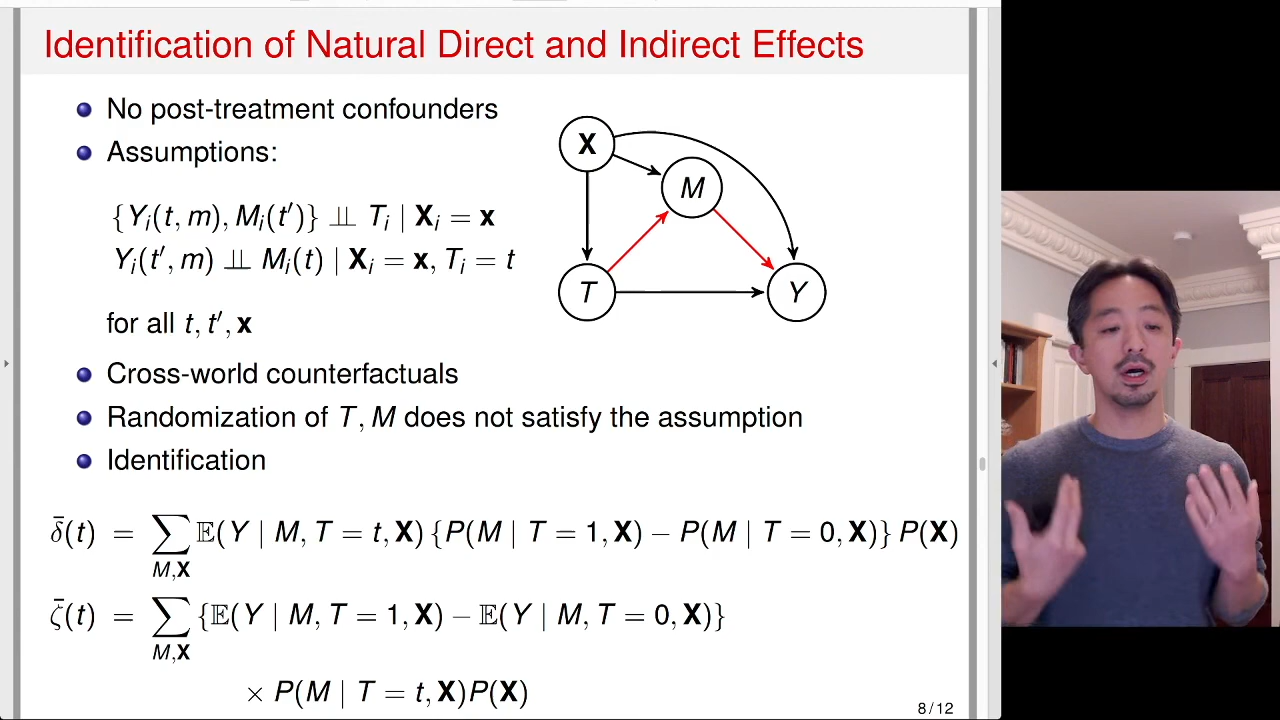 Identification of Natural Direct and Indirect Effects
No post-treatment confounders
Assumptions:
{Yᵢ(t, m), Mᵢ(t′)} ⫫ Tᵢ | Xᵢ = x
Yᵢ(t′, m) ⫫ Mᵢ(t) | Xᵢ = x, Tᵢ = t
for all t, t′, x
X
M
T
Y
Cross-world counterfactuals
Randomization of T, M does not satisfy the assumption
Identification
δ̄(t) = ∑_{M,X} 𝔼(Y | M, T = t, X) {P(M | T = 1, X) − P(M | T = 0, X)} P(X)
ζ̄(t) = ∑_{M,X} {𝔼(Y | M, T = 1, X) − 𝔼(Y | M, T = 0, X)}
× P(M | T = t, X)P(X)
8 / 12